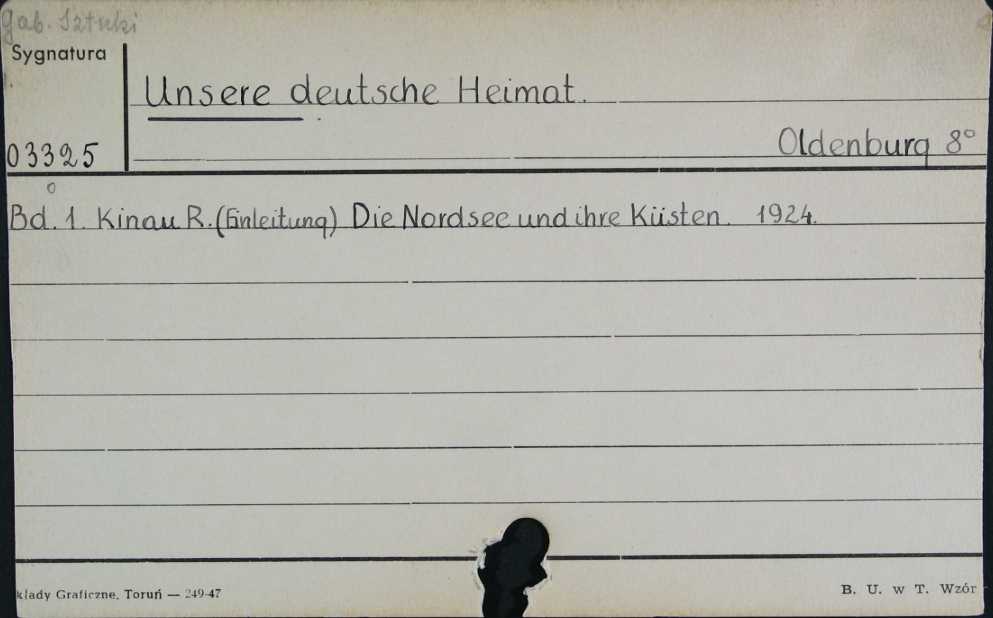 Gab. Sztuki
Sygnatura
Unsere deutsche Heimat.
Oldenburg 8°
03325
Bd. 1. Kinau R. (Einleitung) Die Nordsee und ihre Küsten. 1924.
kłady Graficzne, Toruń — 249-47
B. U. w T. Wzór